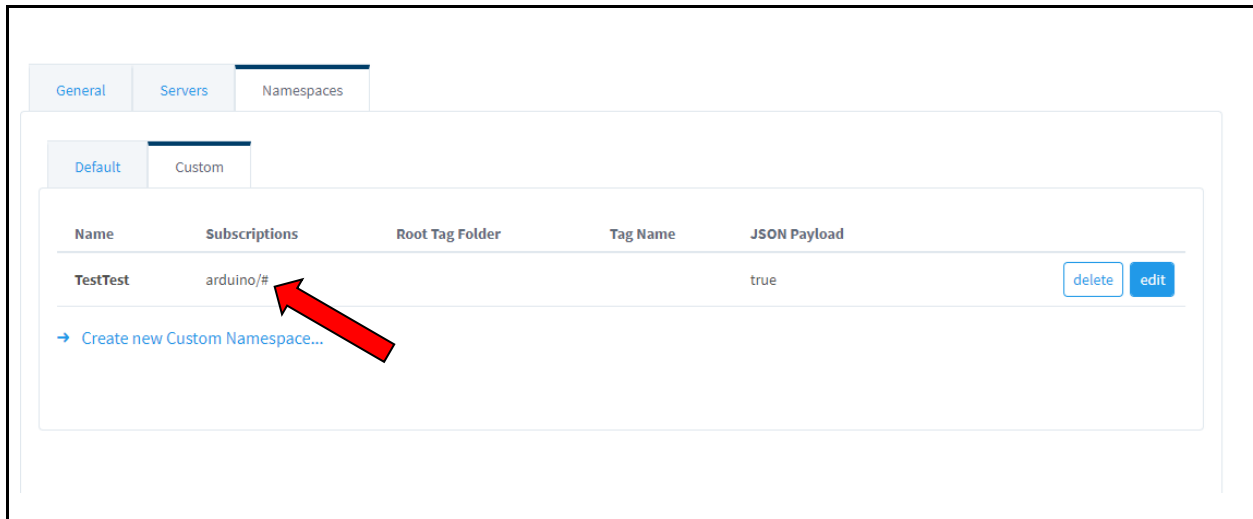 General Servers Namespaces
Default Custom
Name Subscriptions Root Tag Folder Tag Name JSON Payload
TestTest arduino/# true delete edit
→ Create new Custom Namespace...